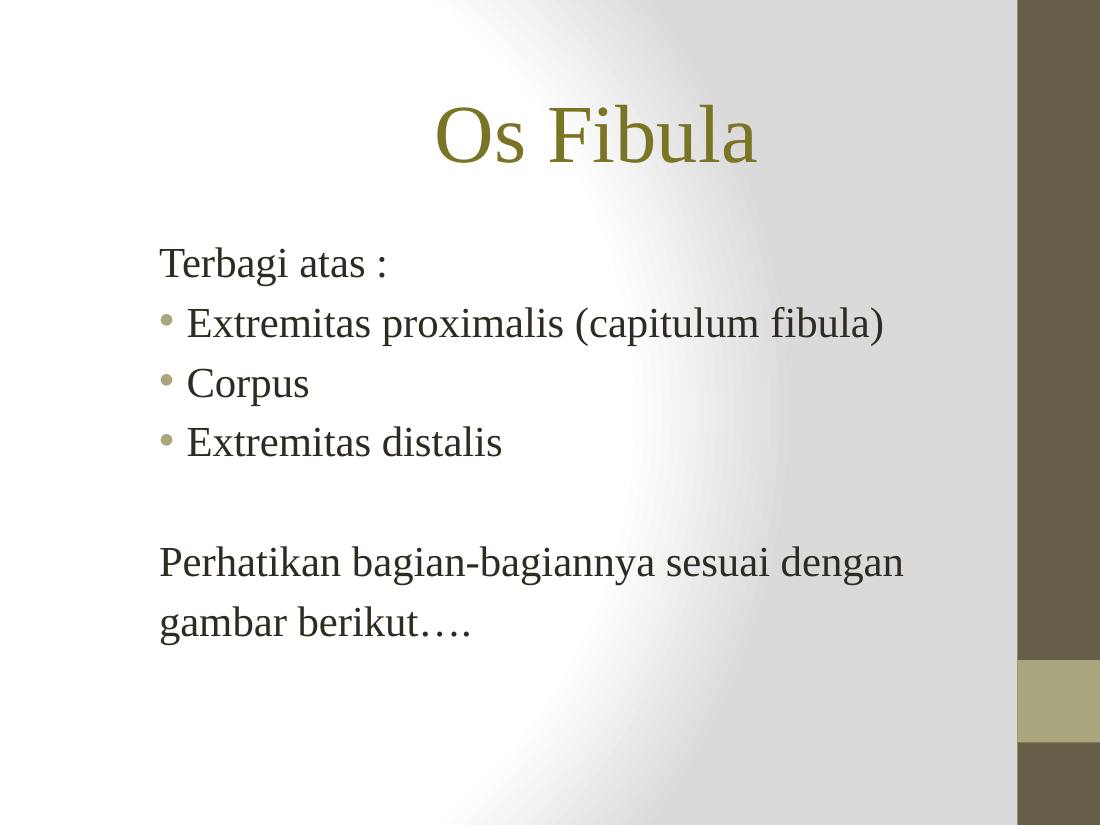 Os Fibula
Terbagi atas :
• Extremitas proximalis (capitulum fibula)
• Corpus
• Extremitas distalis
Perhatikan bagian-bagiannya sesuai dengan
gambar berikut….